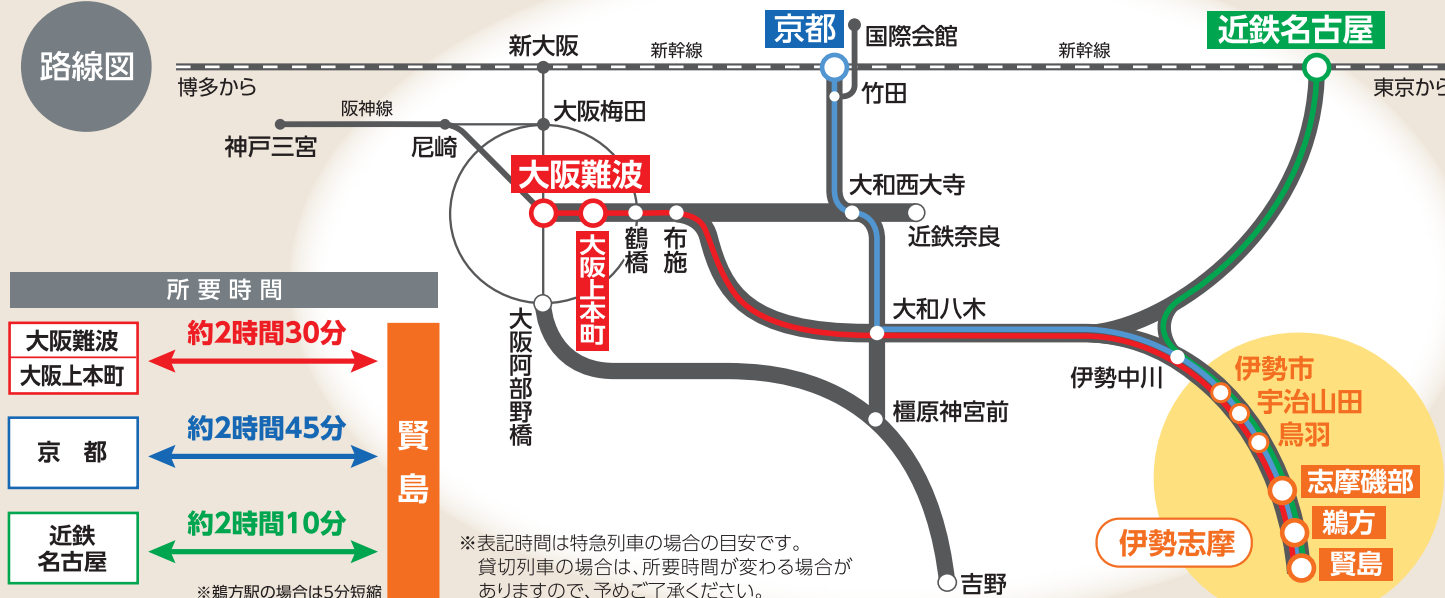 路線図
博多から
新大阪
新幹線
京都
国際会館
新幹線
近鉄名古屋
東京から
竹田
阪神線
大阪梅田
神戸三宮
尼崎
大阪難波
大和西大寺
近鉄奈良
鶴橋
布施
大阪上本町
大和八木
大阪阿部野橋
橿原神宮前
伊勢中川
伊勢市
宇治山田
鳥羽
志摩磯部
鵜方
賢島
伊勢志摩
吉野
所要時間
大阪難波
大阪上本町
約2時間30分
京都
約2時間45分
近鉄
名古屋
約2時間10分
賢島
※鵜方駅の場合は5分短縮
※表記時間は特急列車の場合の目安です。
貸切列車の場合は、所要時間が変わる場合が
ありますので、予めご了承ください。